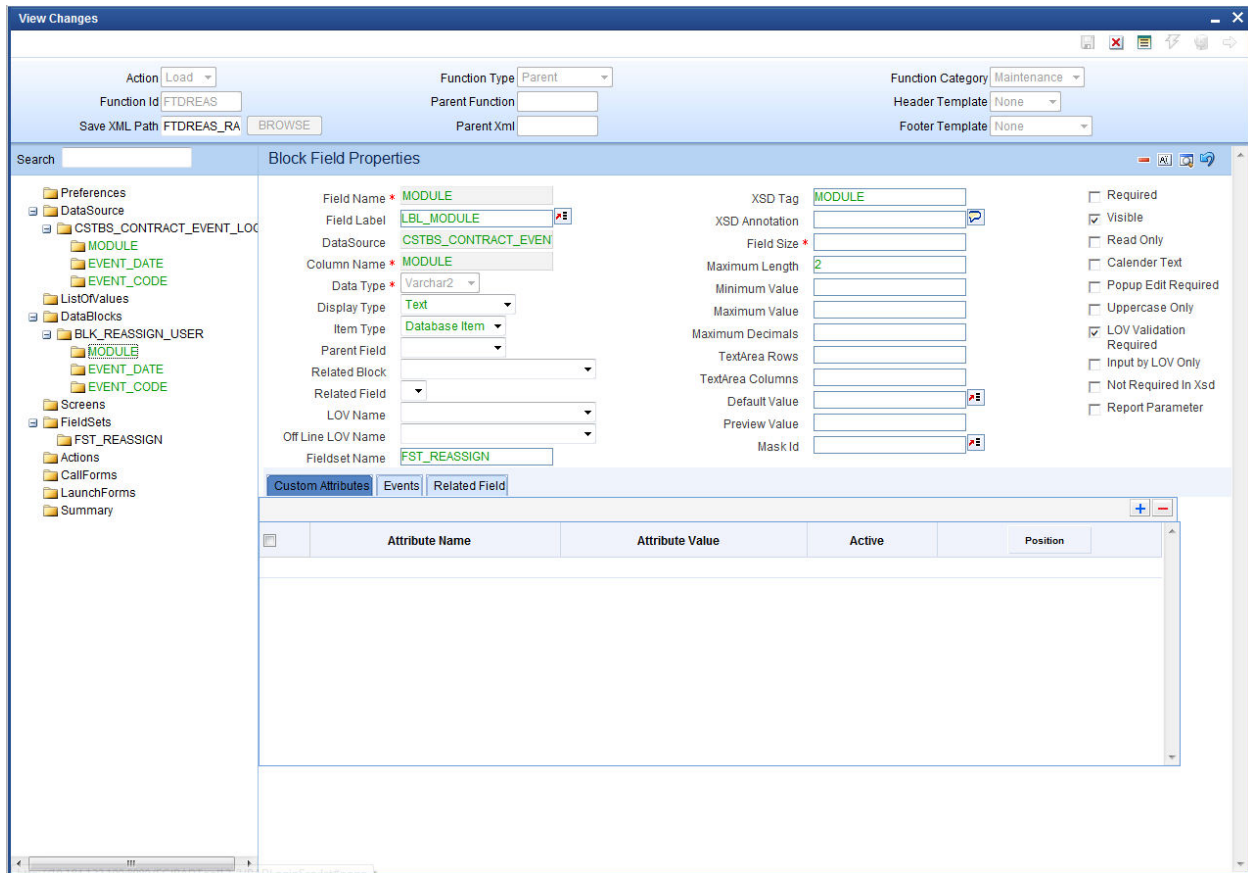 View Changes
Action Load Function Type Parent Function Category Maintenance
Function Id FTDREAS Parent Function Header Template None
Save XML Path FTDREAS_RA BROWSE Parent Xml Footer Template None
Search
Preferences
DataSource
CSTBS_CONTRACT_EVENT_LOG
MODULE
EVENT_DATE
EVENT_CODE
ListOfValues
DataBlocks
BLK_REASSIGN_USER
MODULE
EVENT_DATE
EVENT_CODE
Screens
FieldSets
FST_REASSIGN
Actions
CallForms
LaunchForms
Summary
Block Field Properties
Field Name * MODULE
Field Label LBL_MODULE
DataSource CSTBS_CONTRACT_EVEN
Column Name * MODULE
Data Type * Varchar2
Display Type Text
Item Type Database Item
Parent Field
Related Block
Related Field
LOV Name
Off Line LOV Name
Fieldset Name FST_REASSIGN
XSD Tag MODULE
XSD Annotation
Field Size *
Maximum Length 2
Minimum Value
Maximum Value
Maximum Decimals
TextArea Rows
TextArea Columns
Default Value
Preview Value
Mask Id
Required
Visible
Read Only
Calender Text
Popup Edit Required
Uppercase Only
LOV Validation
Required
Input by LOV Only
Not Required In Xsd
Report Parameter
Custom Attributes Events Related Field
Attribute Name Attribute Value Active Position